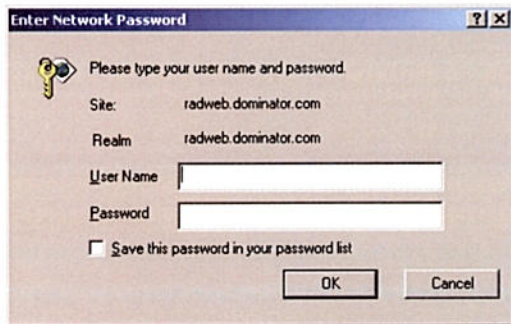 Enter Network Password
Please type your user name and password.
Site: radweb.dominator.com
Realm radweb.dominator.com
User Name
Password
Save this password in your password list
OK Cancel